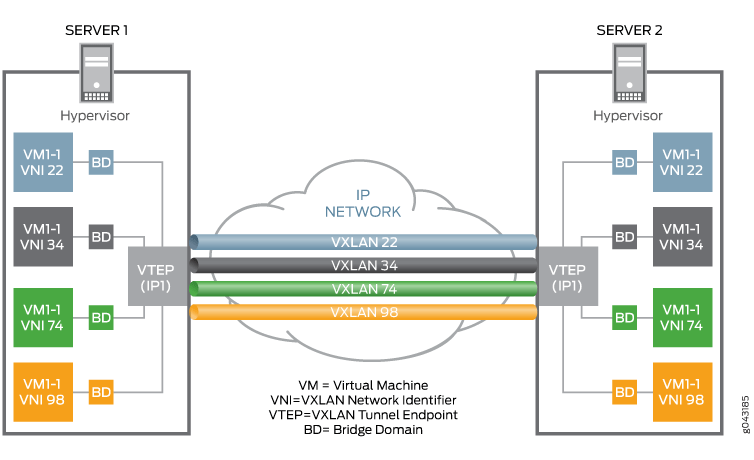 SERVER 1
Hypervisor
VM1-1
VNI 22
BD
VM1-1
VNI 34
BD
VTEP
(IP1)
VM1-1
VNI 74
BD
VM1-1
VNI 98
BD
IP
NETWORK
VXLAN 22
VXLAN 34
VXLAN 74
VXLAN 98
VM = Virtual Machine
VNI=VXLAN Network Identifier
VTEP=VXLAN Tunnel Endpoint
BD= Bridge Domain
SERVER 2
Hypervisor
BD
VM1-1
VNI 22
BD
VM1-1
VNI 34
VTEP
(IP1)
BD
VM1-1
VNI 74
BD
VM1-1
VNI 98
g043185